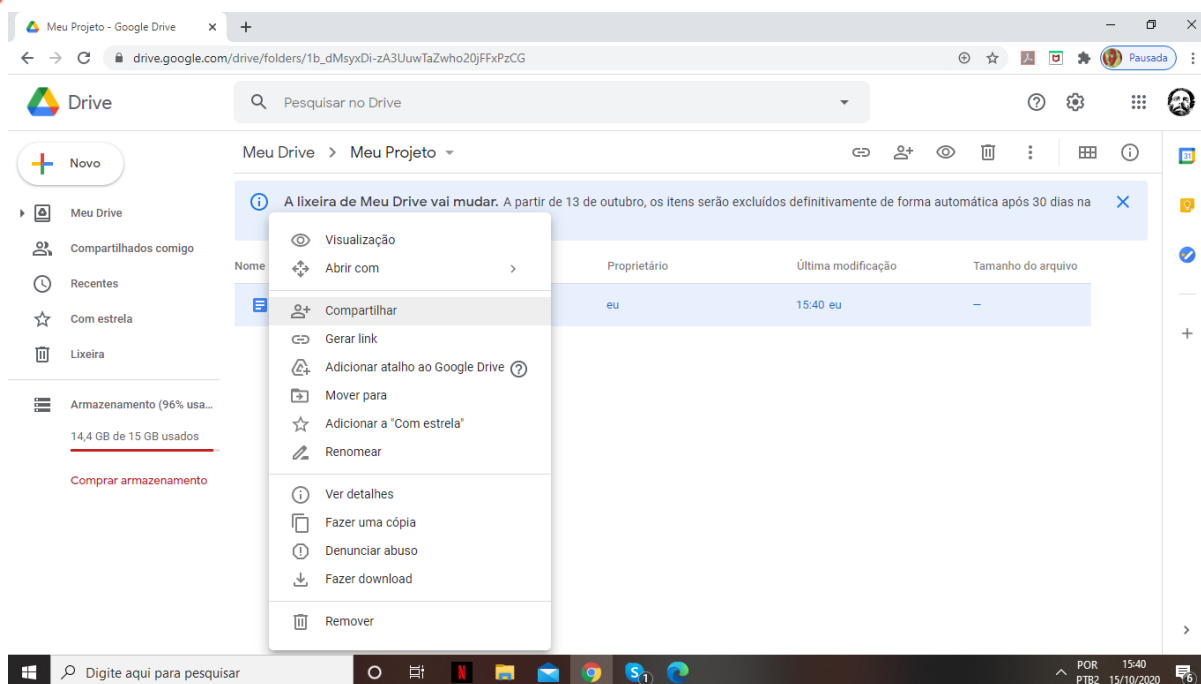 Meu Projeto - Google Drive
drive.google.com/drive/folders/1b_dMsyxDi-zA3UuwTaZwho20jFFxPzCG
Pausada
Drive
Pesquisar no Drive
Novo
Meu Drive > Meu Projeto
A lixeira de Meu Drive vai mudar. A partir de 13 de outubro, os itens serão excluídos definitivamente de forma automática após 30 dias na
Meu Drive
Compartilhados comigo
Recentes
Com estrela
Lixeira
Armazenamento (96% usa...
14,4 GB de 15 GB usados
Comprar armazenamento
Nome
Proprietário
Última modificação
Tamanho do arquivo
eu
15:40 eu
—
Visualização
Abrir com
Compartilhar
Gerar link
Adicionar atalho ao Google Drive
Mover para
Adicionar a "Com estrela"
Renomear
Ver detalhes
Fazer uma cópia
Denunciar abuso
Fazer download
Remover
31
Digite aqui para pesquisar
N
S
1
POR
PTB2
15:40
15/10/2020
6